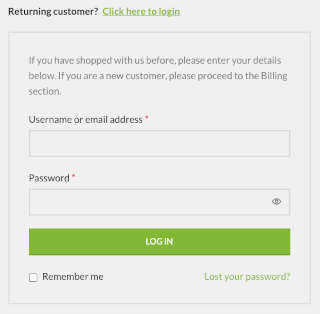 Returning customer? Click here to login
If you have shopped with us before, please enter your details
below. If you are a new customer, please proceed to the Billing
section.
Username or email address *
Password *
LOG IN
Remember me
Lost your password?